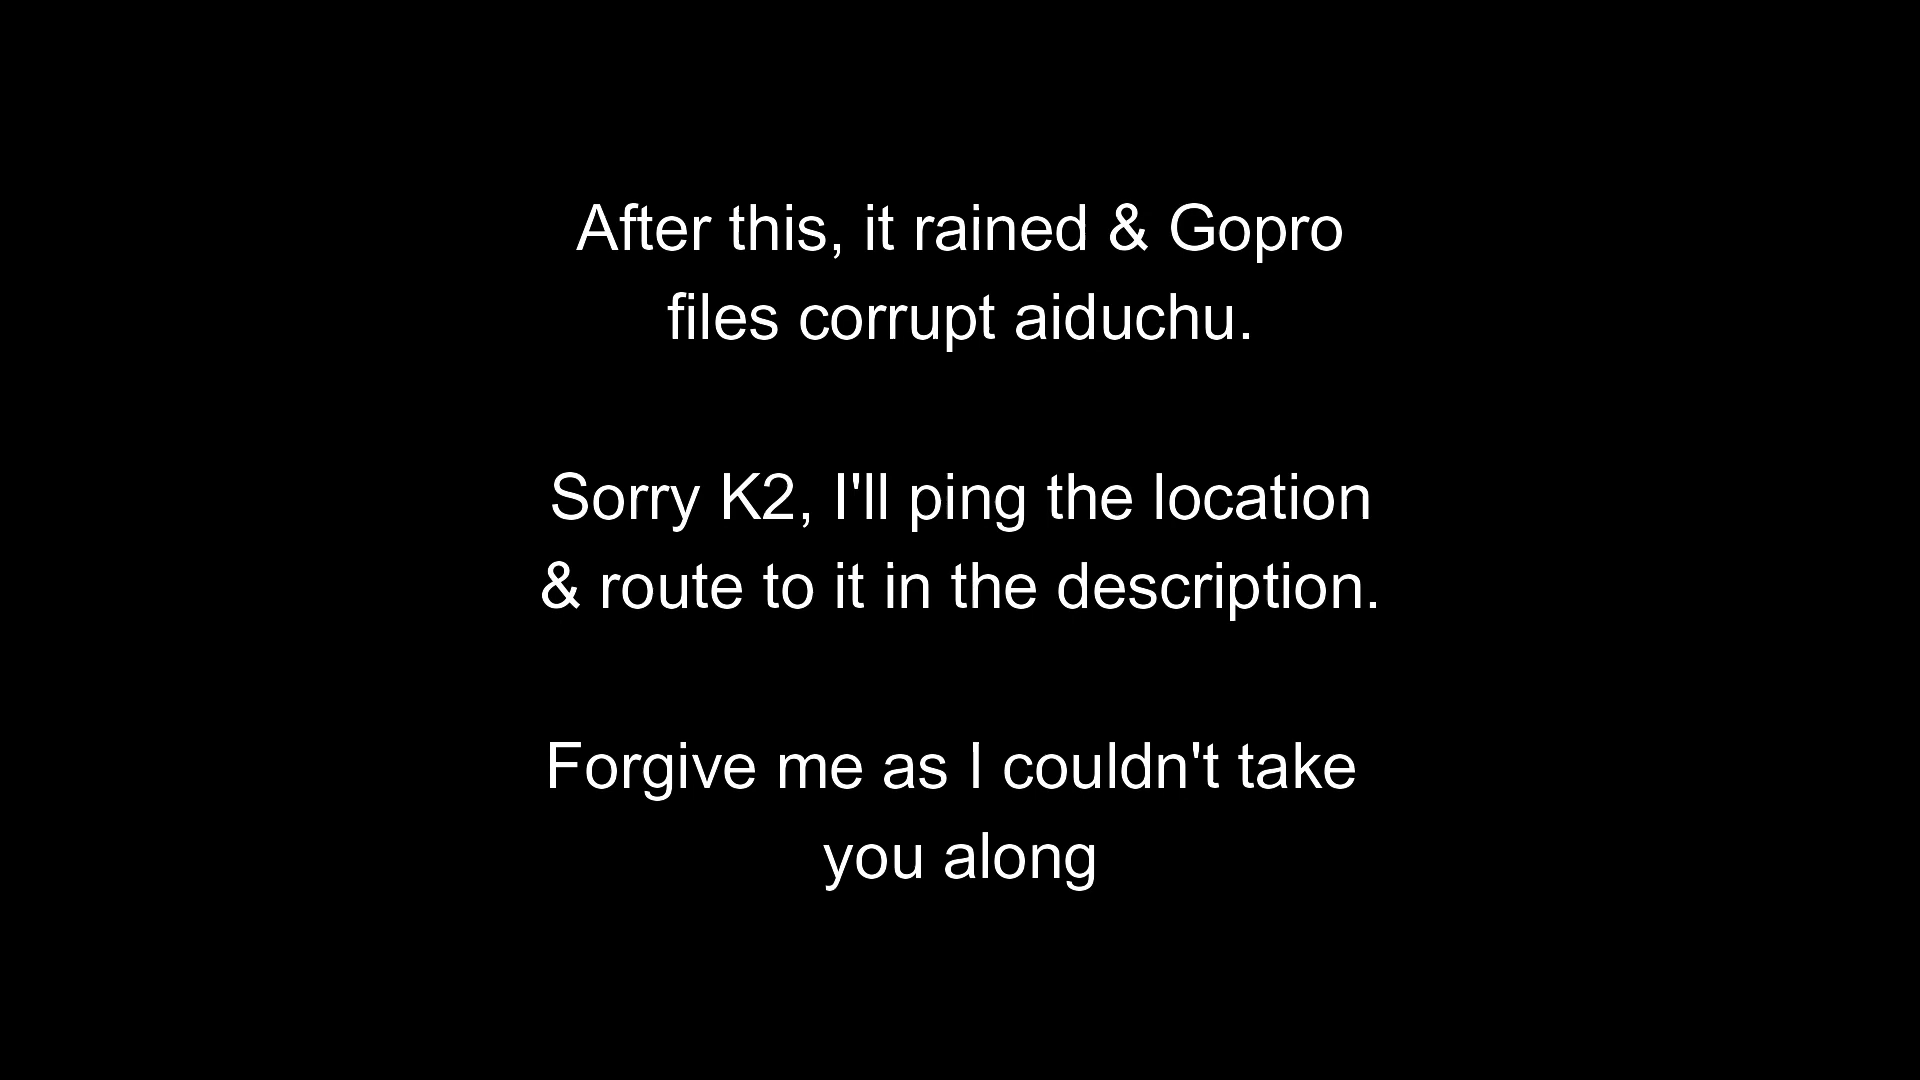 After this, it rained & Gopro
files corrupt aiduchu.
Sorry K2, I'll ping the location
& route to it in the description.
Forgive me as I couldn't take
you along